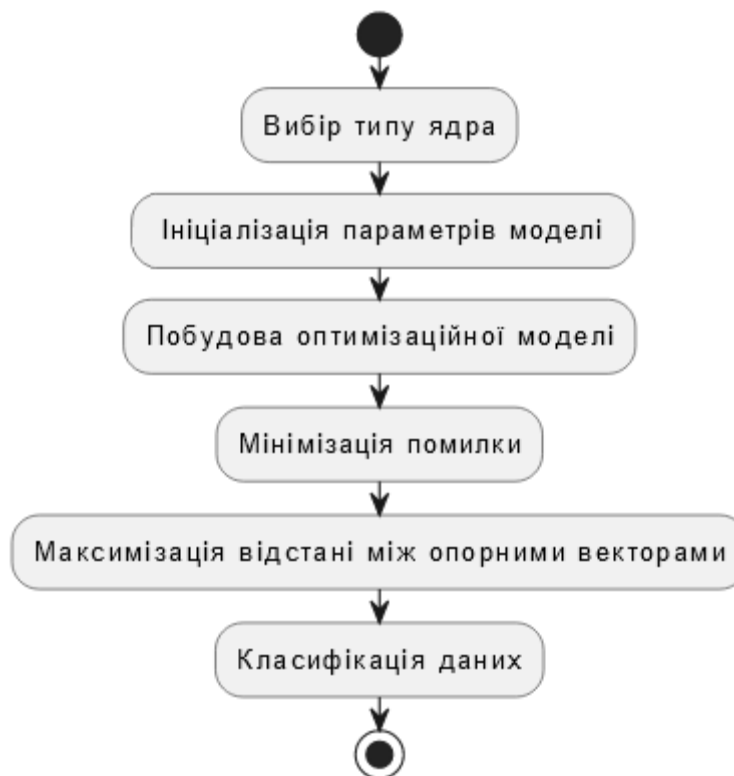 Вибір типу ядра
Ініціалізація параметрів моделі
Побудова оптимізаційної моделі
Мінімізація помилки
Максимізація відстані між опорними векторами
Класифікація даних